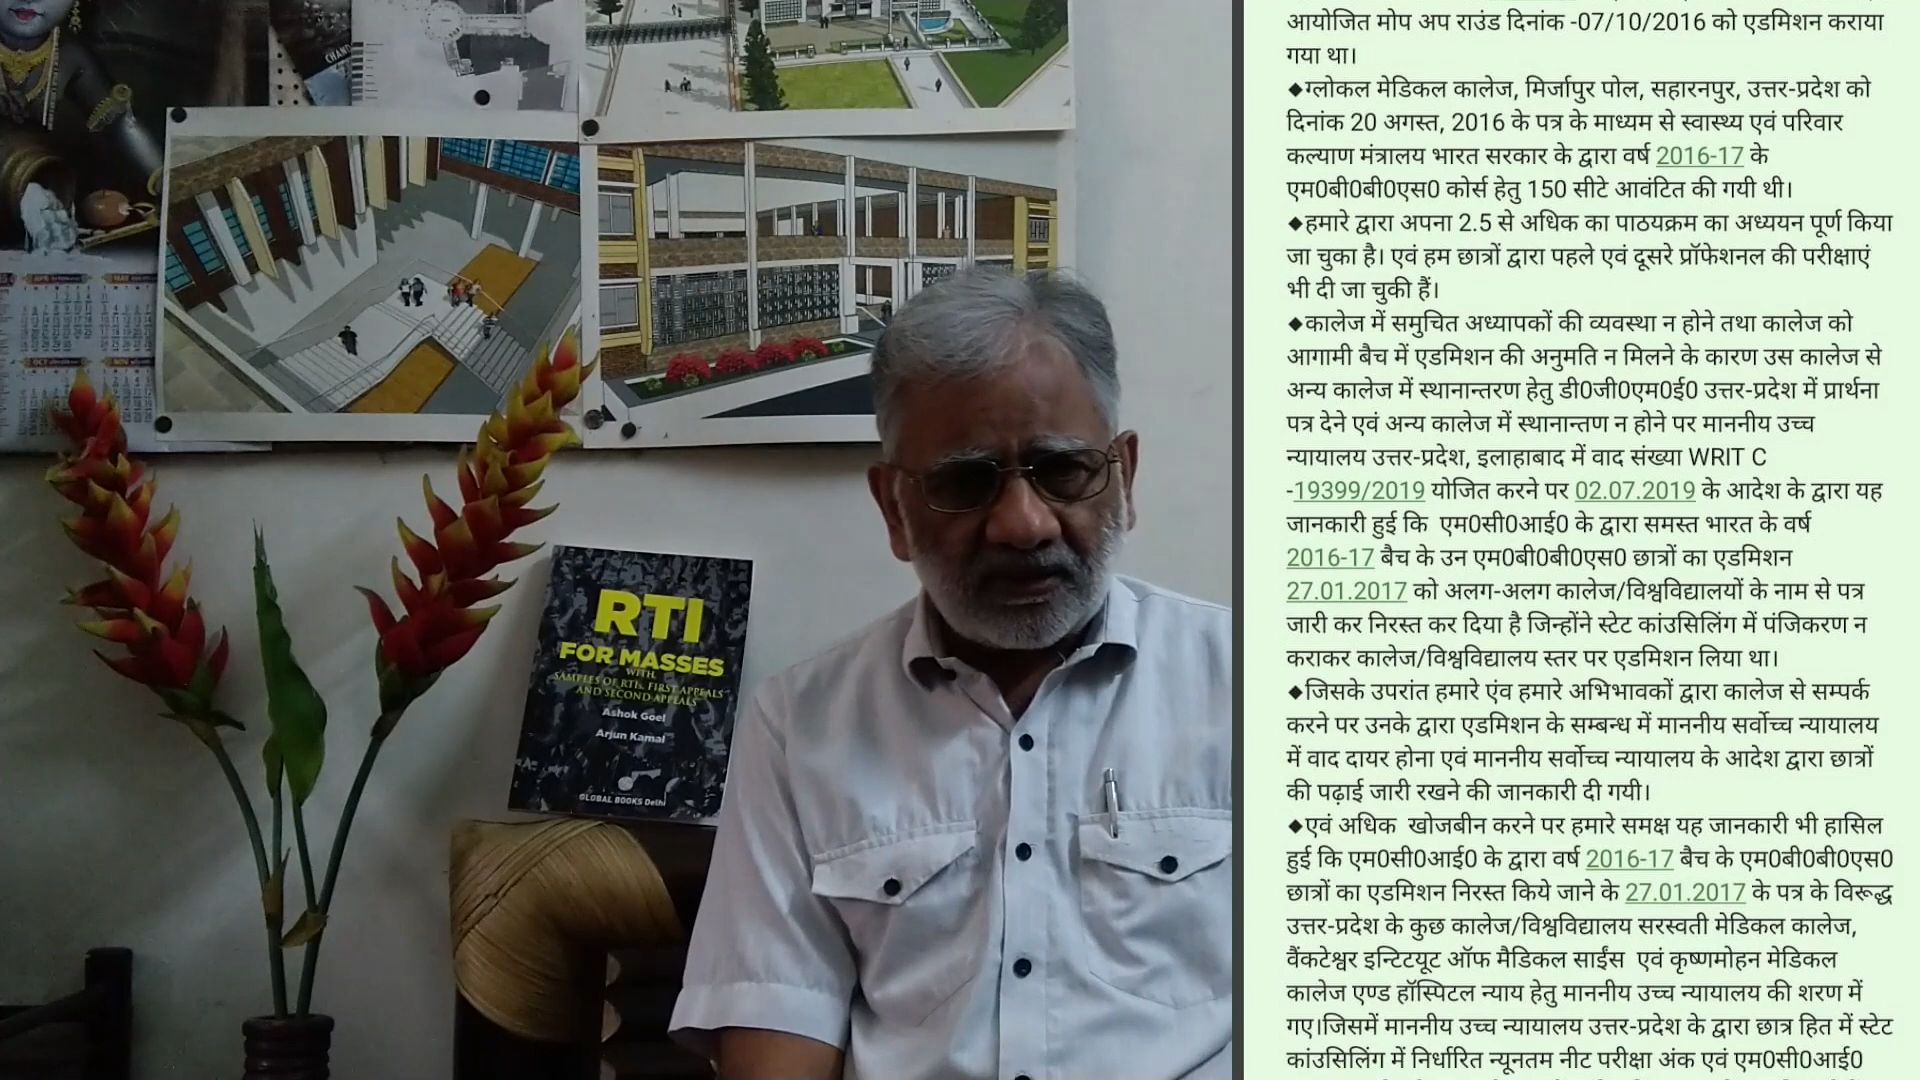 CHAND
APR
MAY
OCT
NOV
RTI
FOR MASSES
WITH
SAMPLES OF RTIs, FIRST APPEALS
AND SECOND APPEALS
Ashok Goel
Arjun Kamal
GLOBAL BOOKS Delhi
आयोजित मोप अप राउंड दिनांक -07/10/2016 को एडमिशन कराया
गया था।
◆ग्लोकल मेडिकल कालेज, मिर्जापुर पोल, सहारनपुर, उत्तर-प्रदेश को
दिनांक 20 अगस्त, 2016 के पत्र के माध्यम से स्वास्थ्य एवं परिवार
कल्याण मंत्रालय भारत सरकार के द्वारा वर्ष 2016-17 के
एम0बी0बी0एस0 कोर्स हेतु 150 सीटे आवंटित की गयी थी।
◆हमारे द्वारा अपना 2.5 से अधिक का पाठयक्रम का अध्ययन पूर्ण किया
जा चुका है। एवं हम छात्रों द्वारा पहले एवं दूसरे प्रॉफेशनल की परीक्षाएं
भी दी जा चुकी हैं।
◆कालेज में समुचित अध्यापकों की व्यवस्था न होने तथा कालेज को
आगामी बैच में एडमिशन की अनुमति न मिलने के कारण उस कालेज से
अन्य कालेज में स्थानान्तरण हेतु डी0जी0एम0ई0 उत्तर-प्रदेश में प्रार्थना
पत्र देने एवं अन्य कालेज में स्थानान्तण न होने पर माननीय उच्च
न्यायालय उत्तर-प्रदेश, इलाहाबाद में वाद संख्या WRIT C
-19399/2019 योजित करने पर 02.07.2019 के आदेश के द्वारा यह
जानकारी हुई कि एम0सी0आई0 के द्वारा समस्त भारत के वर्ष
2016-17 बैच के उन एम0बी0बी0एस0 छात्रों का एडमिशन
27.01.2017 को अलग-अलग कालेज/विश्वविद्यालयों के नाम से पत्र
जारी कर निरस्त कर दिया है जिन्होंने स्टेट कांउसिलिंग में पंजिकरण न
कराकर कालेज/विश्वविद्यालय स्तर पर एडमिशन लिया था।
◆जिसके उपरांत हमारे एंव हमारे अभिभावकों द्वारा कालेज से सम्पर्क
करने पर उनके द्वारा एडमिशन के सम्बन्ध में माननीय सर्वोच्च न्यायालय
में वाद दायर होना एवं माननीय सर्वोच्च न्यायालय के आदेश द्वारा छात्रों
की पढ़ाई जारी रखने की जानकारी दी गयी।
◆एवं अधिक खोजबीन करने पर हमारे समक्ष यह जानकारी भी हासिल
हुई कि एम0सी0आई0 के द्वारा वर्ष 2016-17 बैच के एम0बी0बी0एस0
छात्रों का एडमिशन निरस्त किये जाने के 27.01.2017 के पत्र के विरूद्ध
उत्तर-प्रदेश के कुछ कालेज/विश्वविद्यालय सरस्वती मेडिकल कालेज,
वैंकटेश्वर इन्टिटयूट ऑफ मैडिकल साईंस एवं कृष्णमोहन मेडिकल
कालेज एण्ड हॉस्पिटल न्याय हेतु माननीय उच्च न्यायालय की शरण में
गए।जिसमें माननीय उच्च न्यायालय उत्तर-प्रदेश के द्वारा छात्र हित में स्टेट
कांउसिलिंग में निर्धारित न्यूनतम नीट परीक्षा अंक एवं एम0सी0आई0